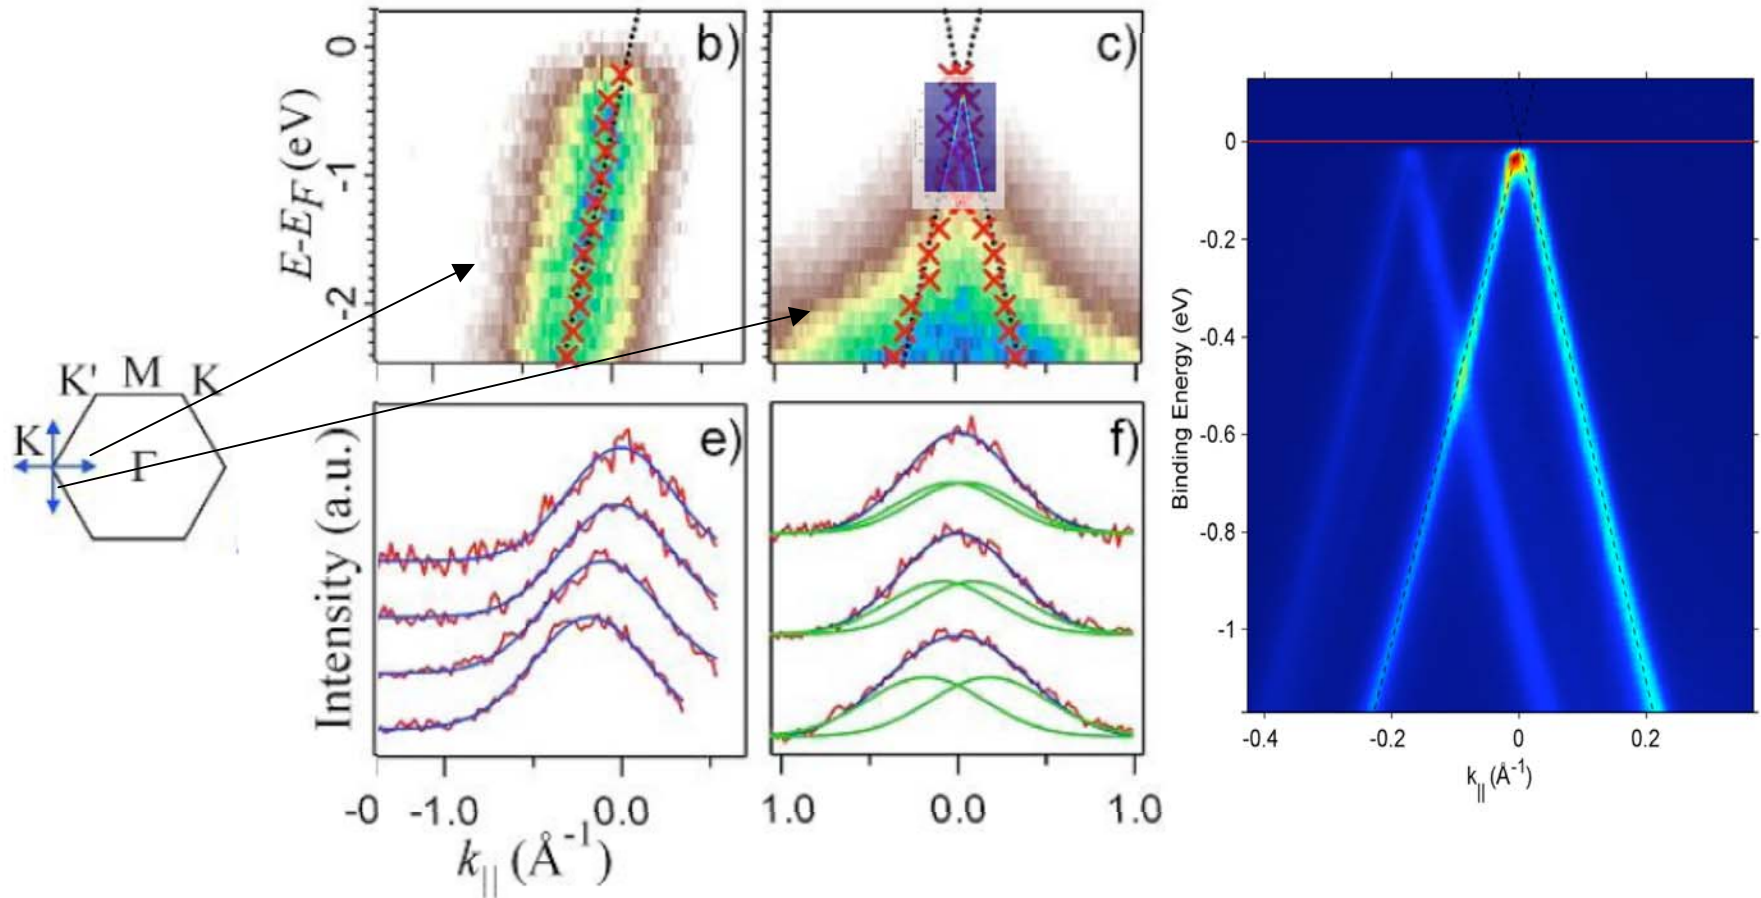 b)
c)
0
-1
-2
E-E_F (eV)
K'
M
K
K
Γ
e)
f)
Intensity (a.u.)
-0
-1.0
0.0
1.0
0.0
1.0
k_|| (Å⁻¹)
0
-0.2
-0.4
-0.6
-0.8
-1
Binding Energy (eV)
-0.4
-0.2
0
0.2
k_|| (Å⁻¹)